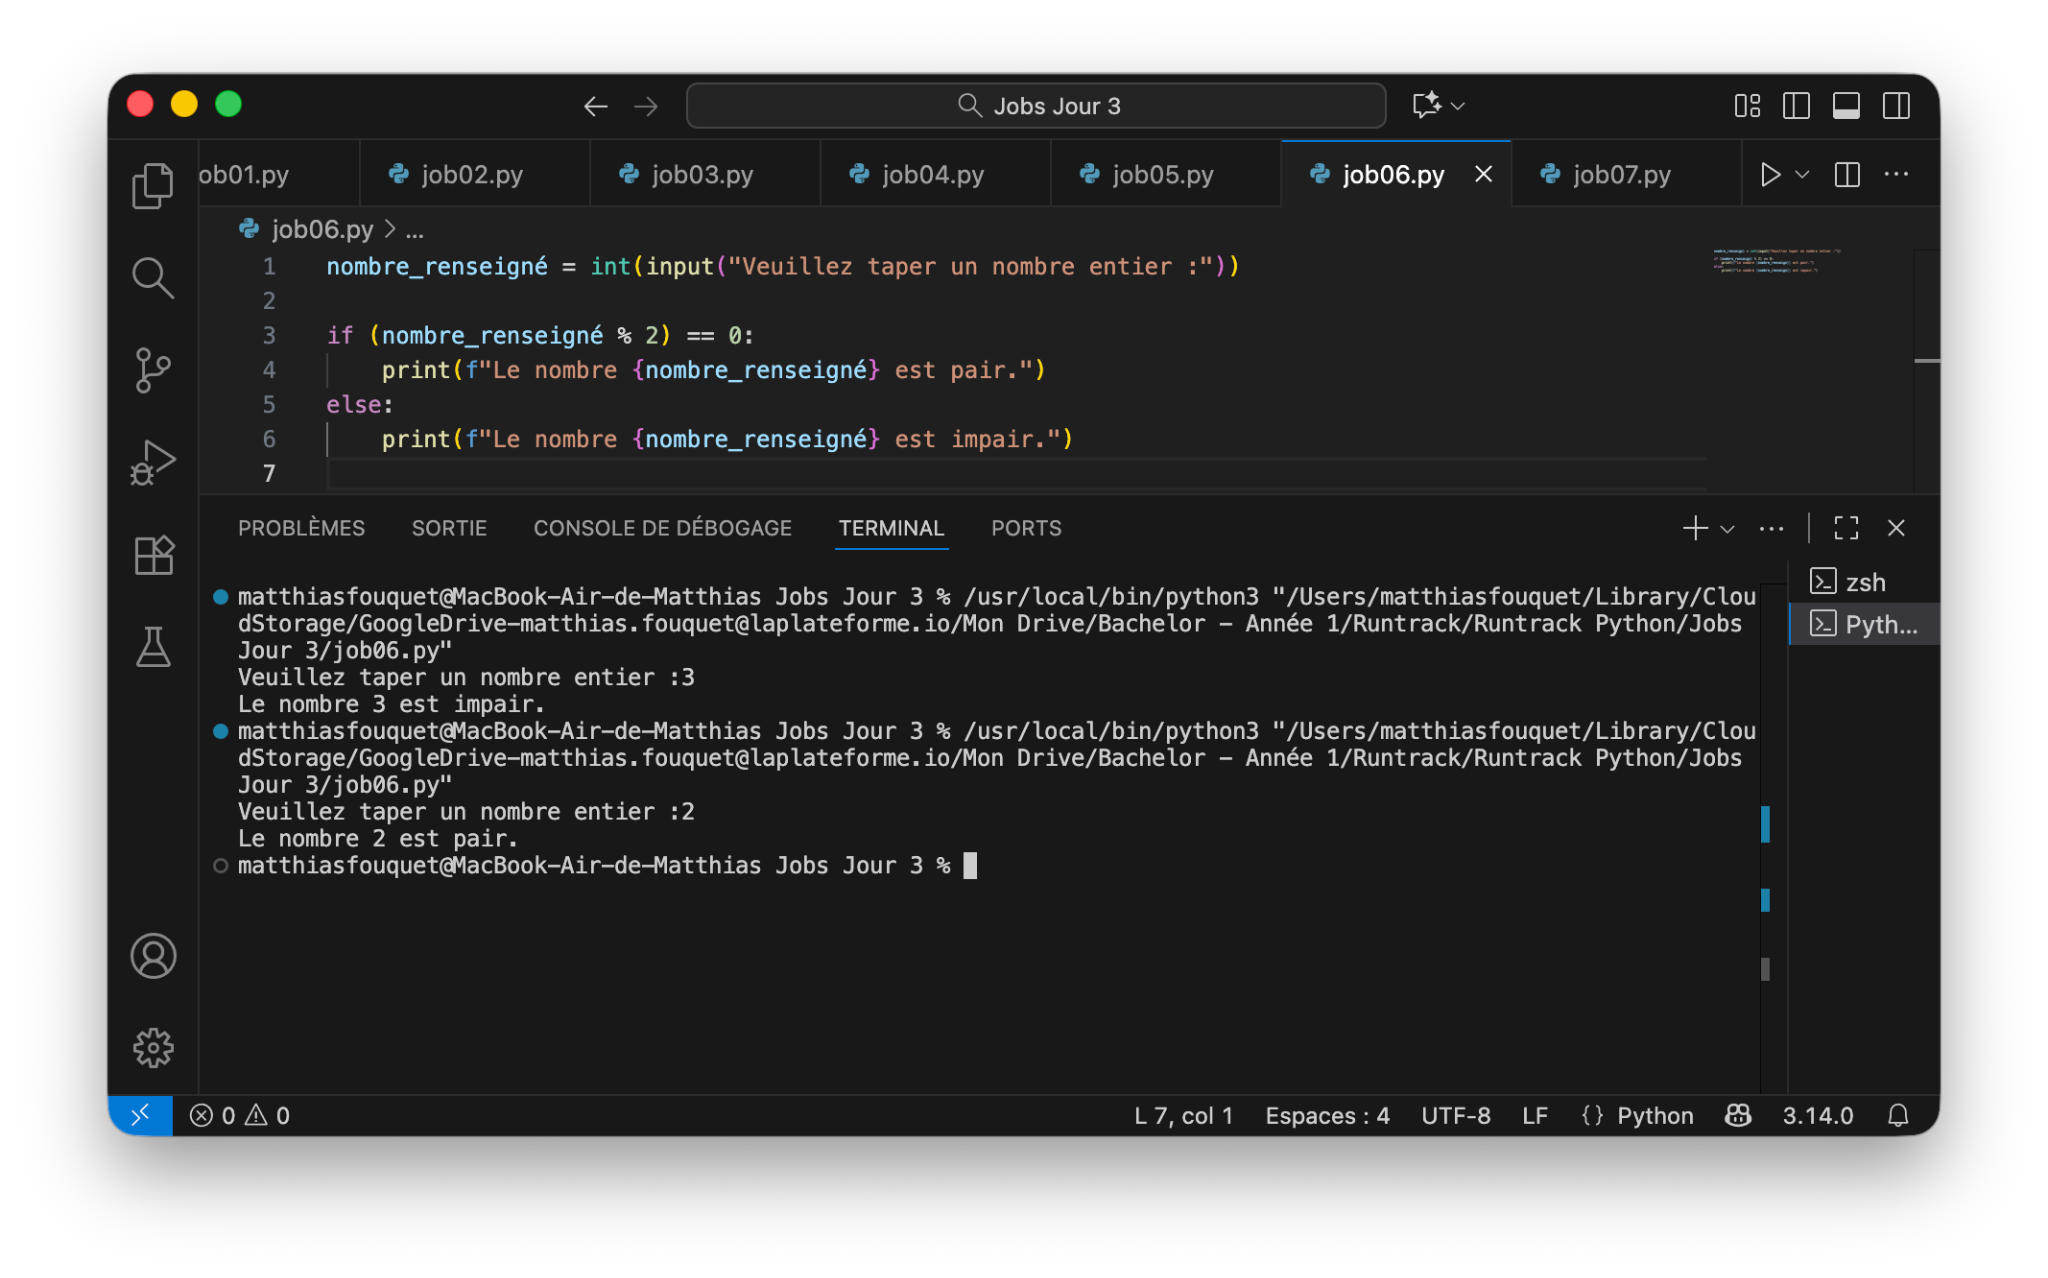 Jobs Jour 3
ob01.py job02.py job03.py job04.py job05.py job06.py job07.py
job06.py > ...
1 nombre_renseigné = int(input("Veuillez taper un nombre entier :"))
2
3 if (nombre_renseigné % 2) == 0:
4 print(f"Le nombre {nombre_renseigné} est pair.")
5 else:
6 print(f"Le nombre {nombre_renseigné} est impair.")
7
PROBLÈMES SORTIE CONSOLE DE DÉBOGAGE TERMINAL PORTS
matthiasfouquet@MacBook-Air-de-Matthias Jobs Jour 3 % /usr/local/bin/python3 "/Users/matthiasfouquet/Library/Clou
dStorage/GoogleDrive-matthias.fouquet@laplateforme.io/Mon Drive/Bachelor - Année 1/Runtrack/Runtrack Python/Jobs
Jour 3/job06.py"
Veuillez taper un nombre entier :3
Le nombre 3 est impair.
matthiasfouquet@MacBook-Air-de-Matthias Jobs Jour 3 % /usr/local/bin/python3 "/Users/matthiasfouquet/Library/Clou
dStorage/GoogleDrive-matthias.fouquet@laplateforme.io/Mon Drive/Bachelor - Année 1/Runtrack/Runtrack Python/Jobs
Jour 3/job06.py"
Veuillez taper un nombre entier :2
Le nombre 2 est pair.
matthiasfouquet@MacBook-Air-de-Matthias Jobs Jour 3 %
zsh
Pyth...
0 0 L 7, col 1 Espaces : 4 UTF-8 LF {} Python 3.14.0